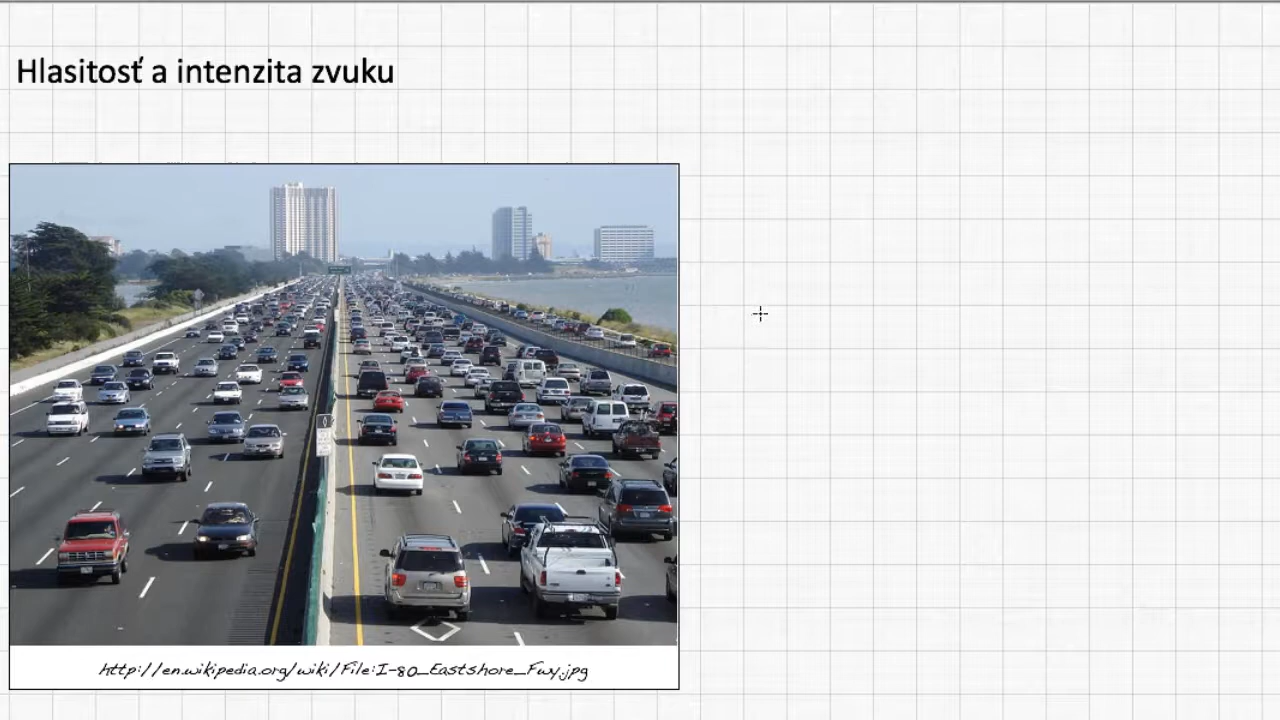 Hlasitosť a intenzita zvuku
http://en.wikipedia.org/wiki/File:I-80_Eastshore_Fwy.jpg